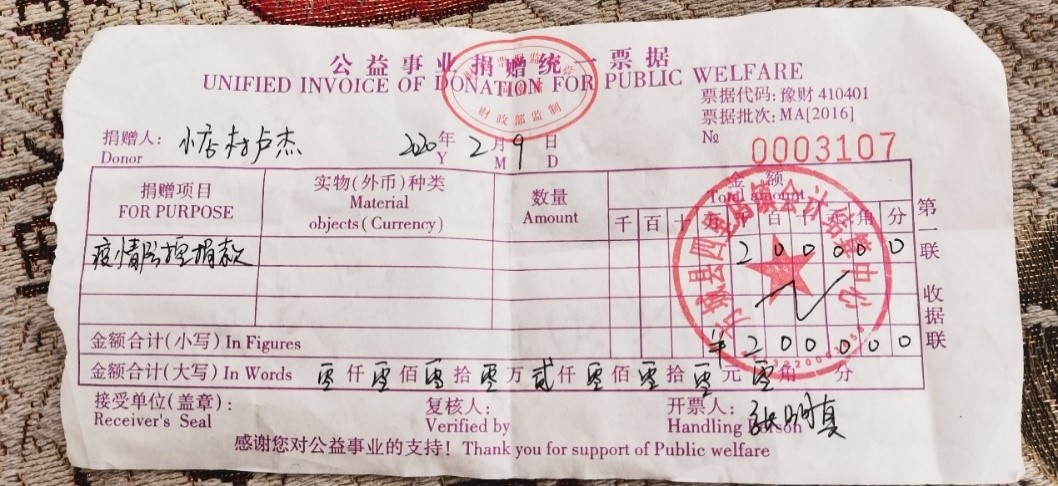 公益事业捐赠统一票据
UNIFIED INVOICE OF DONATION FOR PUBLIC WELFARE
财政部监制
票据代码：豫财 410401
票据批次：MA[2016]
№ 0003107
捐赠人： 小店村卢杰 2020 年 2 月 9 日
Donor Y M D
捐赠项目 实物（外币）种类 数量 金额
FOR PURPOSE Material Amount Total amount
objects ( Currency )
千 百 十 万 千 百 十 元 角 分
第一联 收据联
疫情防控捐款 2 0 0 0 0 0
金额合计（小写）In Figures ¥ 2 0 0 0 0 0
金额合计（大写）In Words 零 仟 零 佰 零 拾 零 万 贰 仟 零 佰 零 拾 零 元 零 角 分
接受单位（盖章）： 复核人： 开票人：
Receiver's Seal Verified by Handling Person
感谢您对公益事业的支持！ Thank you for support of Public welfare